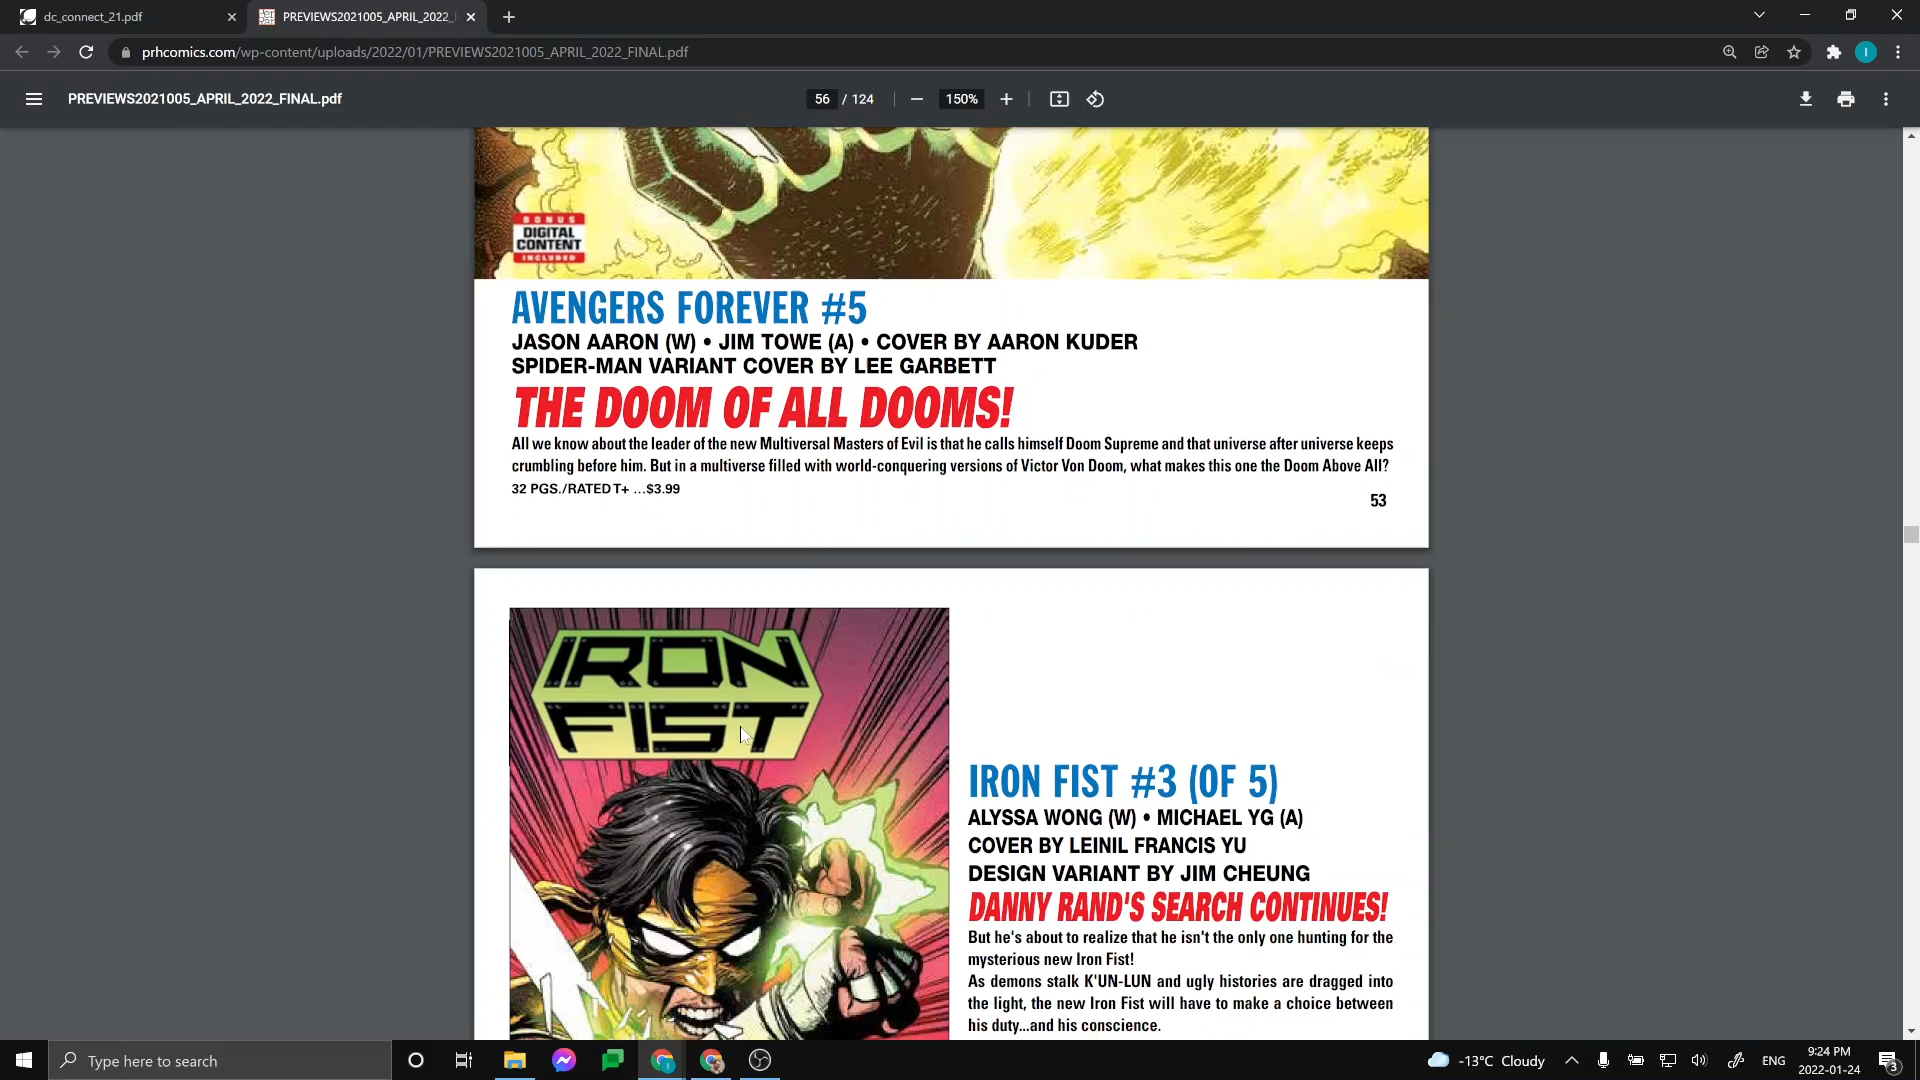 dc_connect_21.pdf
PREVIEWS2021005_APRIL_2022_
prhcomics.com/wp-content/uploads/2022/01/PREVIEWS2021005_APRIL_2022_FINAL.pdf
I
PREVIEWS2021005_APRIL_2022_FINAL.pdf
56 / 124
150%
BONUS
DIGITAL
CONTENT
INCLUDED
AVENGERS FOREVER #5
JASON AARON (W) • JIM TOWE (A) • COVER BY AARON KUDER
SPIDER-MAN VARIANT COVER BY LEE GARBETT
THE DOOM OF ALL DOOMS!
All we know about the leader of the new Multiversal Masters of Evil is that he calls himself Doom Supreme and that universe after universe keeps
crumbling before him. But in a multiverse filled with world-conquering versions of Victor Von Doom, what makes this one the Doom Above All?
32 PGS./RATED T+ ...$3.99
53
IRON
FIST
IRON FIST #3 (OF 5)
ALYSSA WONG (W) • MICHAEL YG (A)
COVER BY LEINIL FRANCIS YU
DESIGN VARIANT BY JIM CHEUNG
DANNY RAND'S SEARCH CONTINUES!
But he's about to realize that he isn't the only one hunting for the
mysterious new Iron Fist!
As demons stalk K'UN-LUN and ugly histories are dragged into
the light, the new Iron Fist will have to make a choice between
his duty...and his conscience.
Type here to search
-13°C Cloudy
ENG
9:24 PM
2022-01-24
3